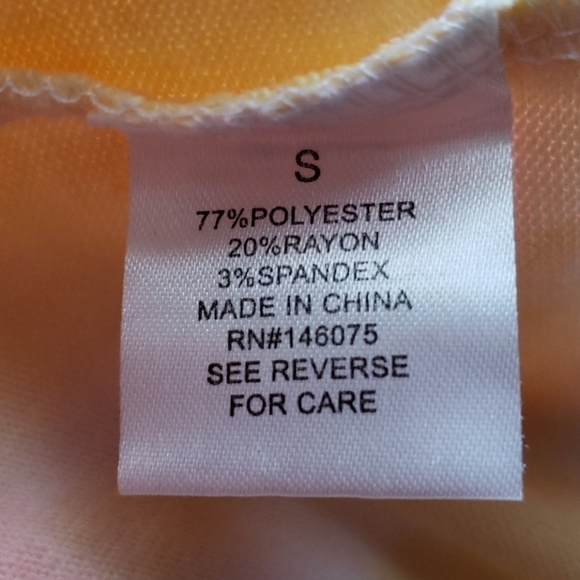 S
77%POLYESTER
20%RAYON
3%SPANDEX
MADE IN CHINA
RN#146075
SEE REVERSE
FOR CARE